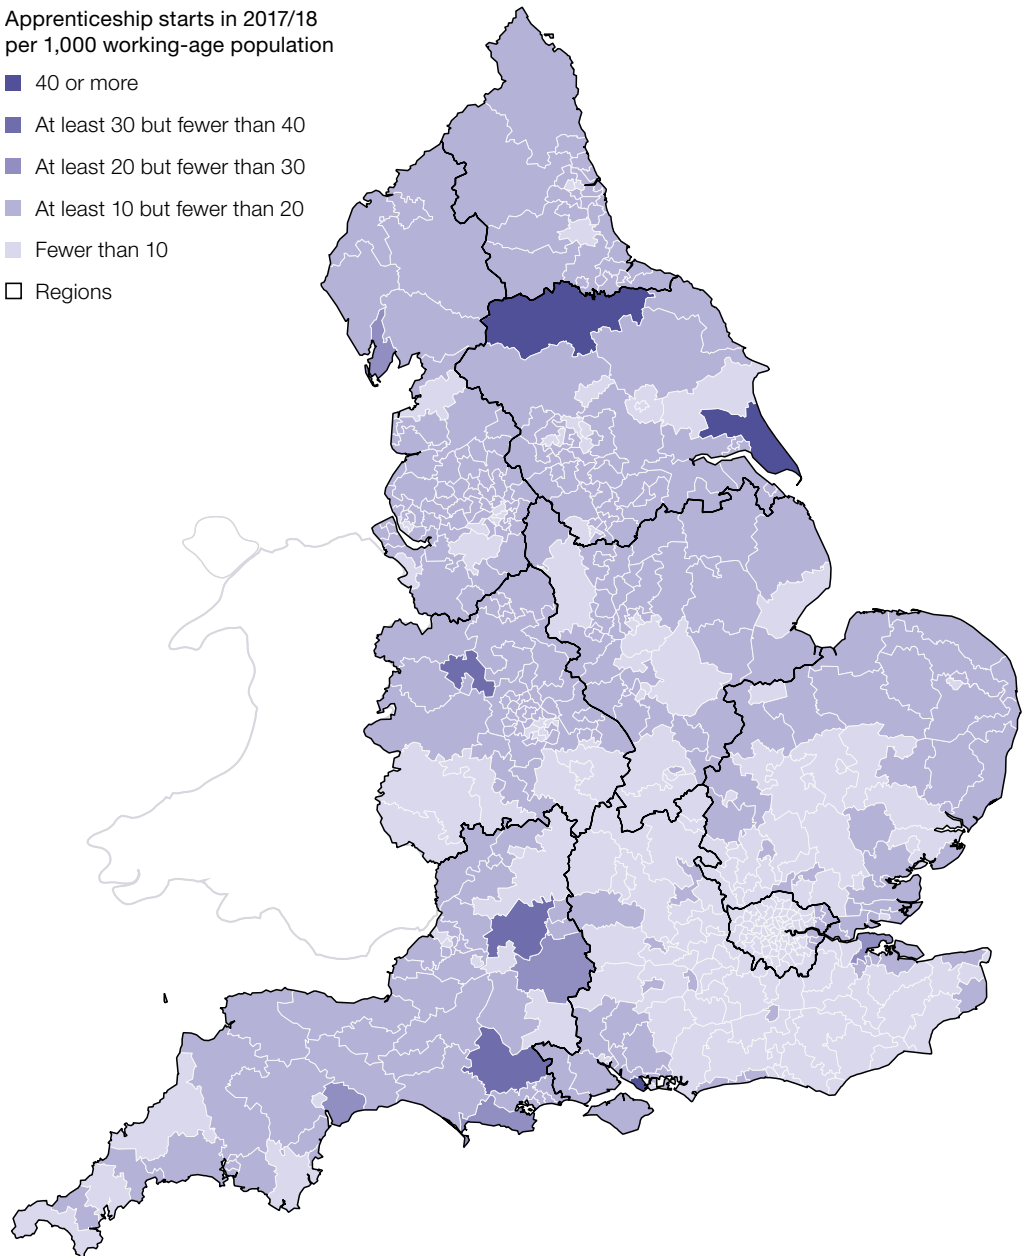 Apprenticeship starts in 2017/18
per 1,000 working-age population
40 or more
At least 30 but fewer than 40
At least 20 but fewer than 30
At least 10 but fewer than 20
Fewer than 10
Regions